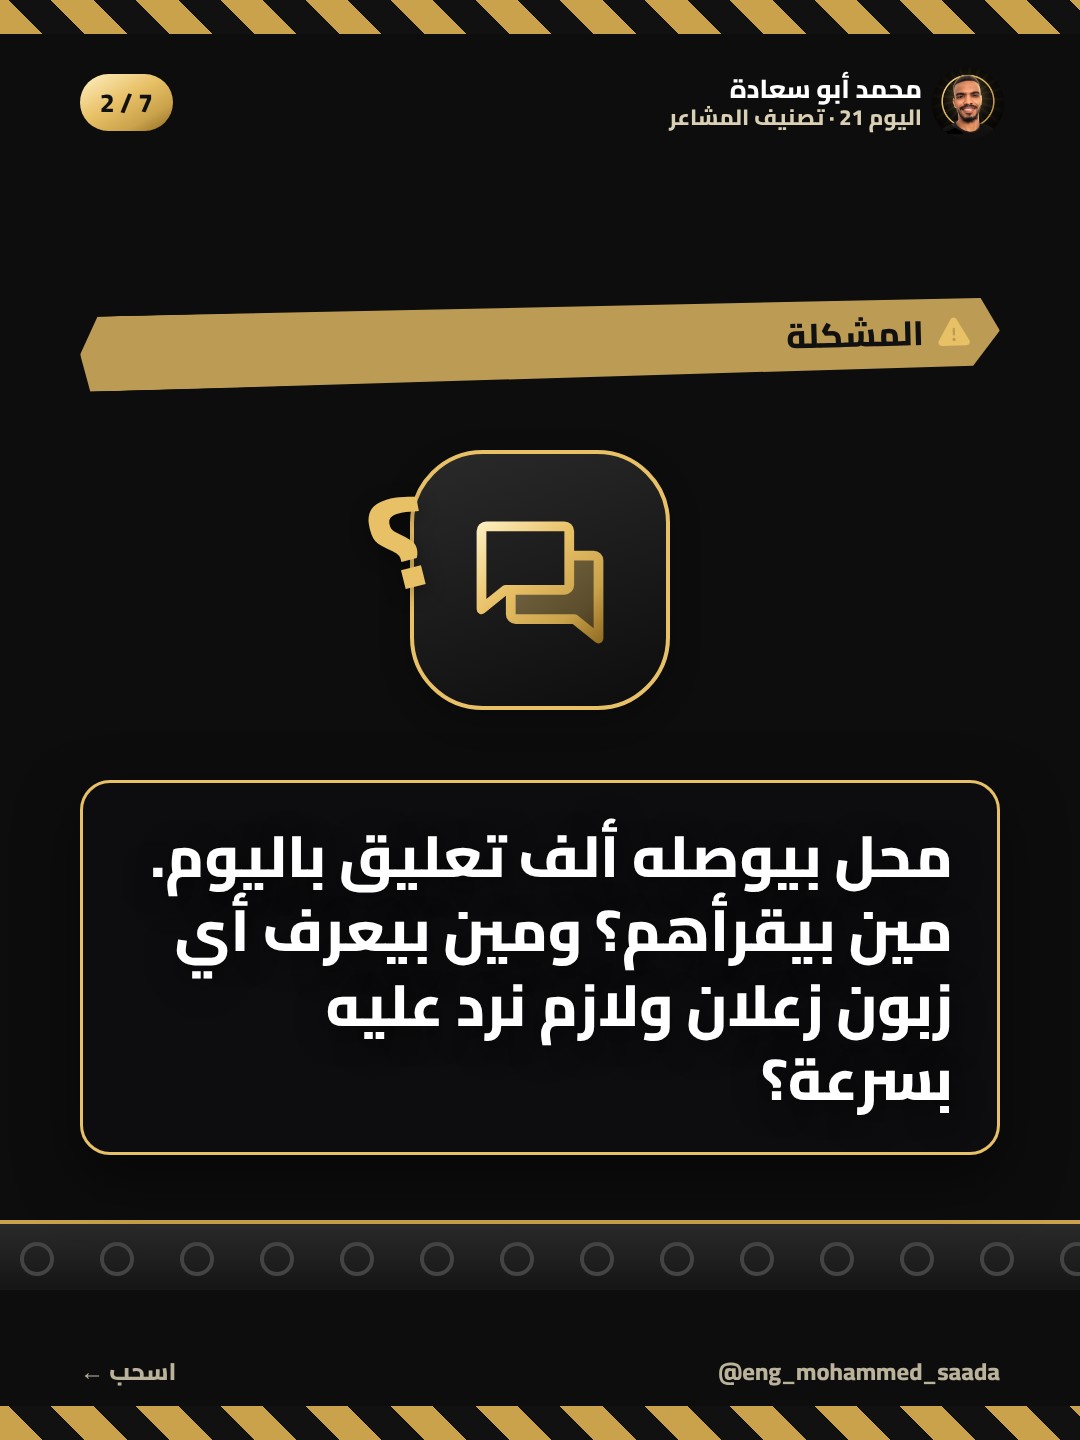 محمد أبو سعادة
اليوم 21 · تصنيف المشاعر
2 / 7
المشكلة
؟
محل بيوصله ألف تعليق باليوم.
مين بيقرأهم؟ ومين بيعرف أي
زبون زعلان ولازم نرد عليه
بسرعة؟
@eng_mohammed_saada
اسحب ←